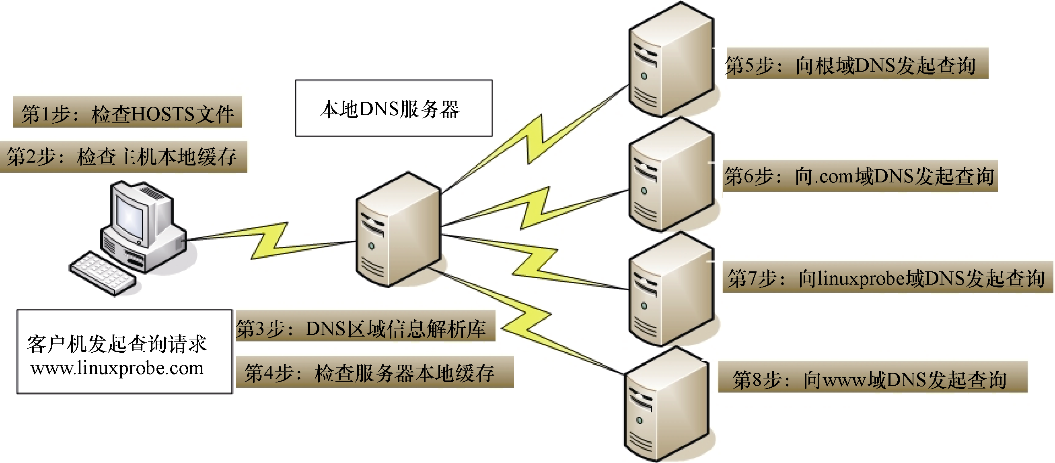 第1步：检查HOSTS文件
第2步：检查主机本地缓存
客户机发起查询请求
www.linuxprobe.com
本地DNS服务器
第3步：DNS区域信息解析库
第4步：检查服务器本地缓存
第5步：向根域DNS发起查询
第6步：向.com域DNS发起查询
第7步：向linuxprobe域DNS发起查询
第8步：向www域DNS发起查询